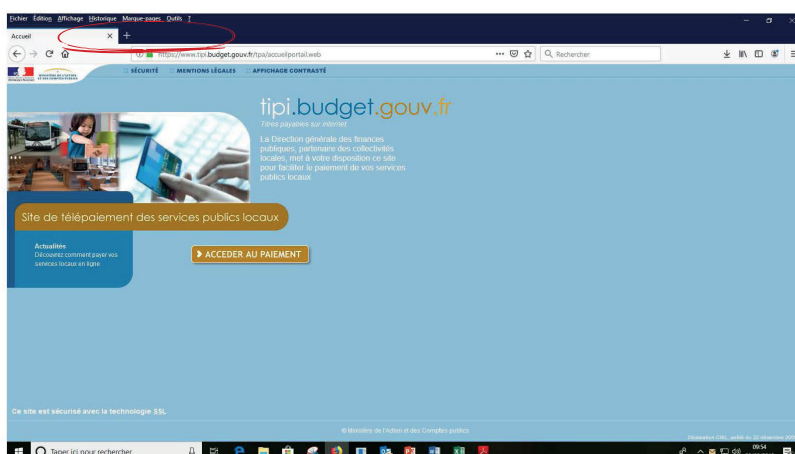 Fichier Édition Affichage Historique Marque-pages Outils ?
Accueil × +
https://www.tipi.budget.gouv.fr/tpa/accueilportail.web
Rechercher
SÉCURITÉ MENTIONS LÉGALES AFFICHAGE CONTRASTÉ
tipi.budget.gouv.fr
Titres payables sur internet
La Direction générale des finances
publiques, partenaire des collectivités
locales, met à votre disposition ce site
pour faciliter le paiement de vos services
publics locaux
Site de télépaiement des services publics locaux
Actualités
Découvrez comment payer vos
services locaux en ligne
ACCEDER AU PAIEMENT
Ce site est sécurisé avec la technologie SSL
© Ministère de l'Action et des Comptes publics
Taper ici pour rechercher
09:54